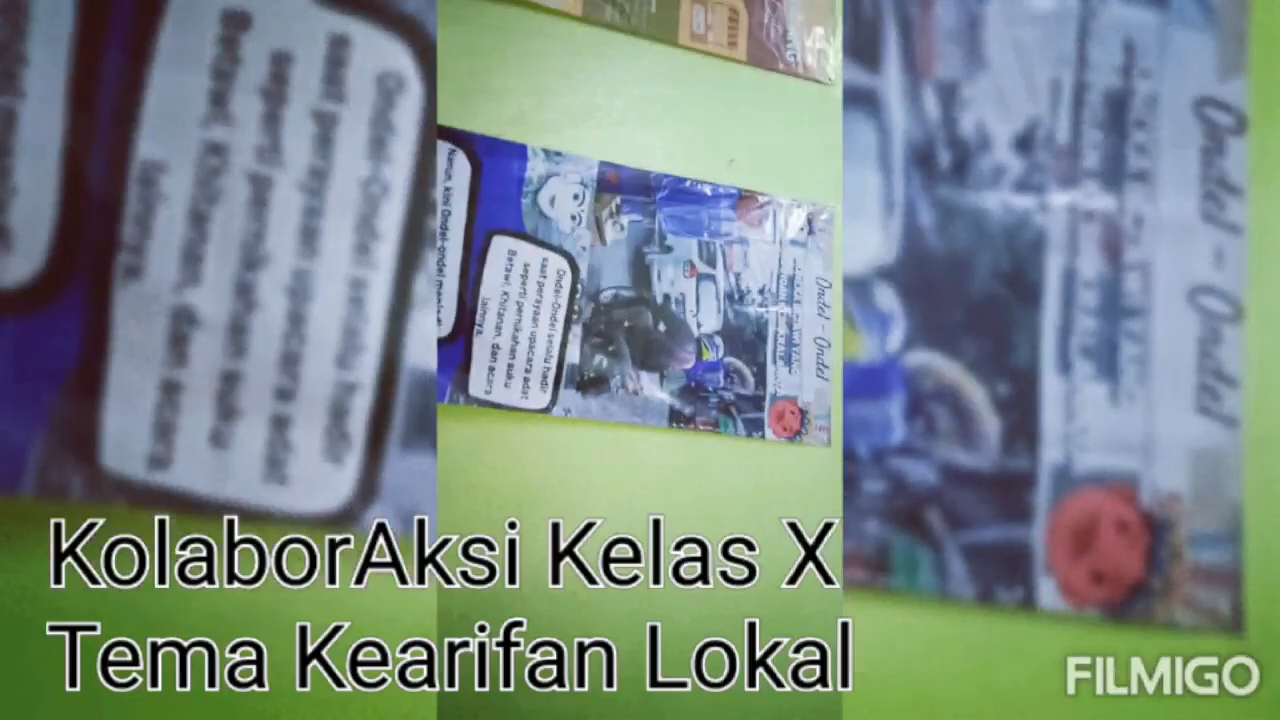 Ondel - Ondel
Ondel-Ondel selalu hadir
saat perayaan upacara adat
seperti pernikahan suku
Betawi, Khitanan, dan acara
lainnya.
Namun, kini Ondel-ondel
KolaborAksi Kelas X
Tema Kearifan Lokal
FILMIGO